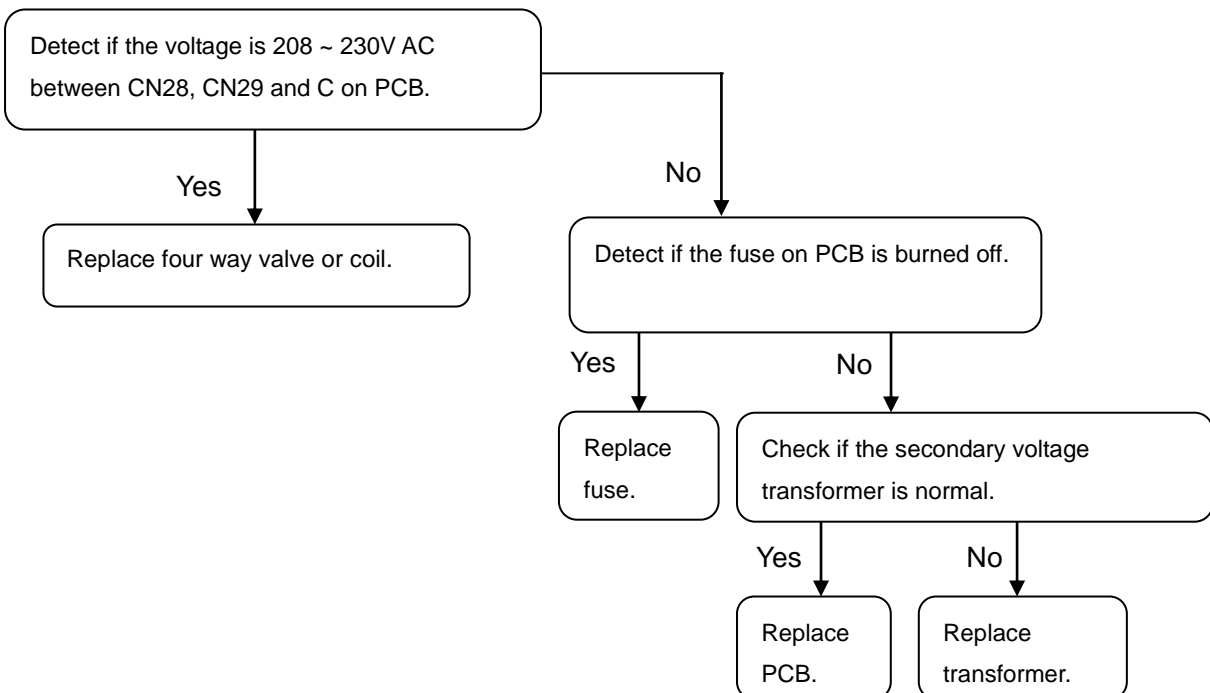 Detect if the voltage is 208 ~ 230V AC
between CN28, CN29 and C on PCB.
Yes
No
Replace four way valve or coil.
Detect if the fuse on PCB is burned off.
Yes
No
Replace
fuse.
Check if the secondary voltage
transformer is normal.
Yes
No
Replace
PCB.
Replace
transformer.